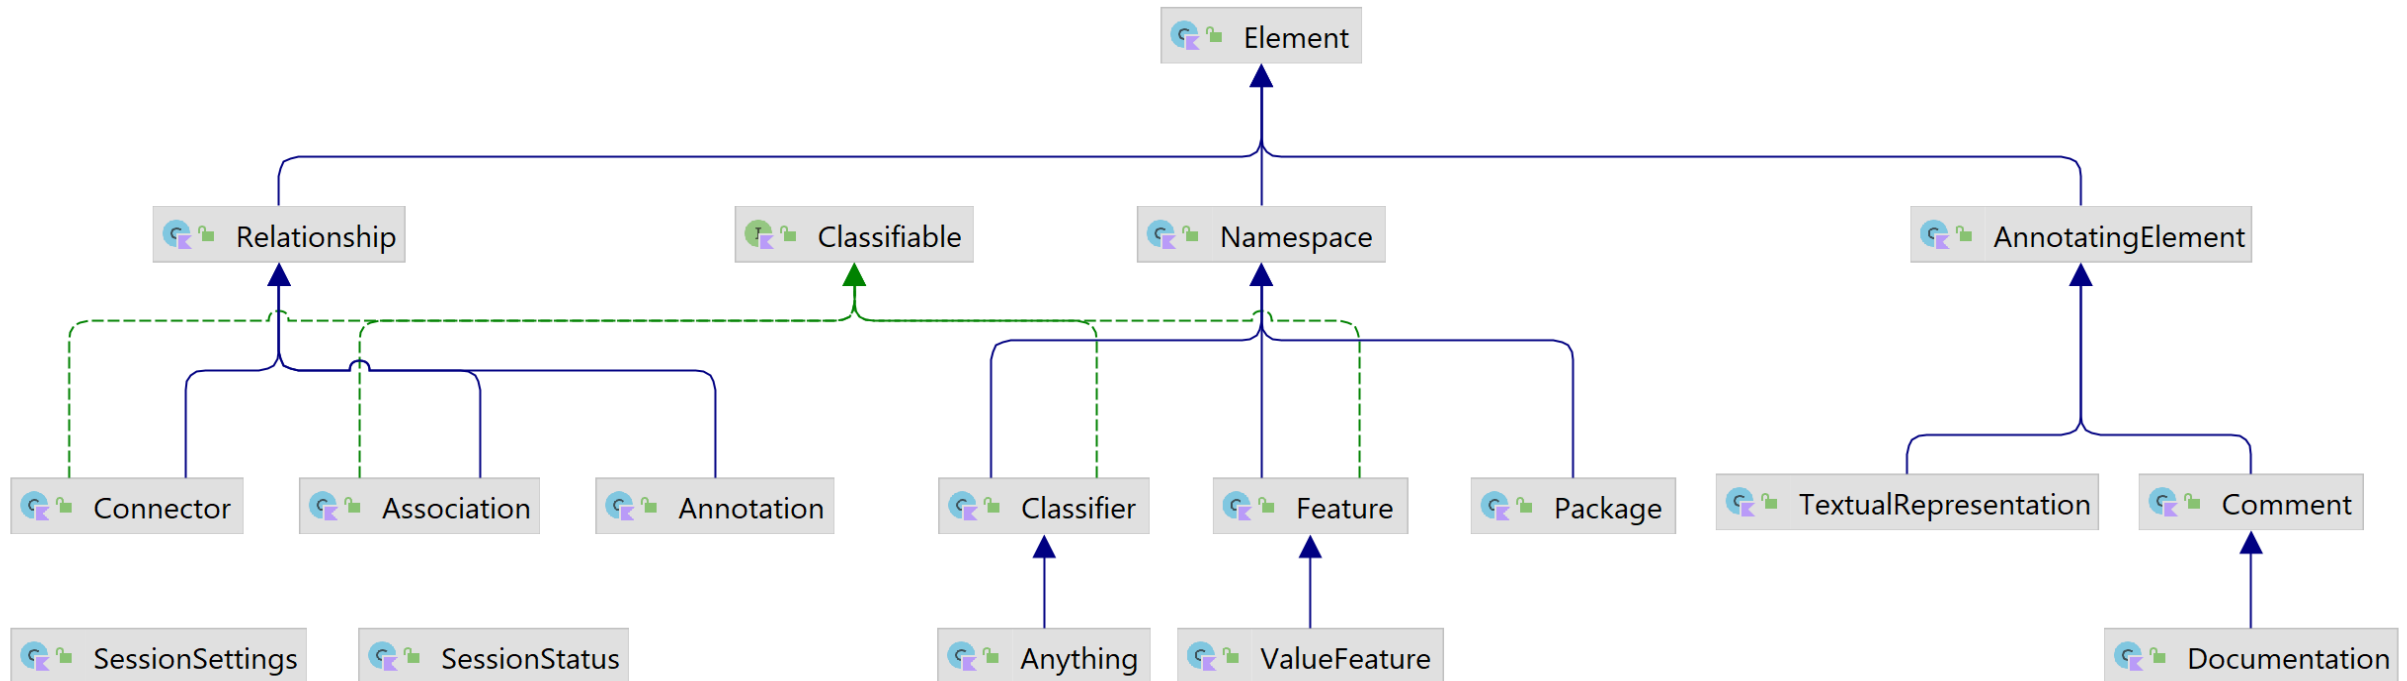 Element
Relationship
Classifiable
Namespace
AnnotatingElement
Connector
Association
Annotation
Classifier
Feature
Package
TextualRepresentation
Comment
SessionSettings
SessionStatus
Anything
ValueFeature
Documentation